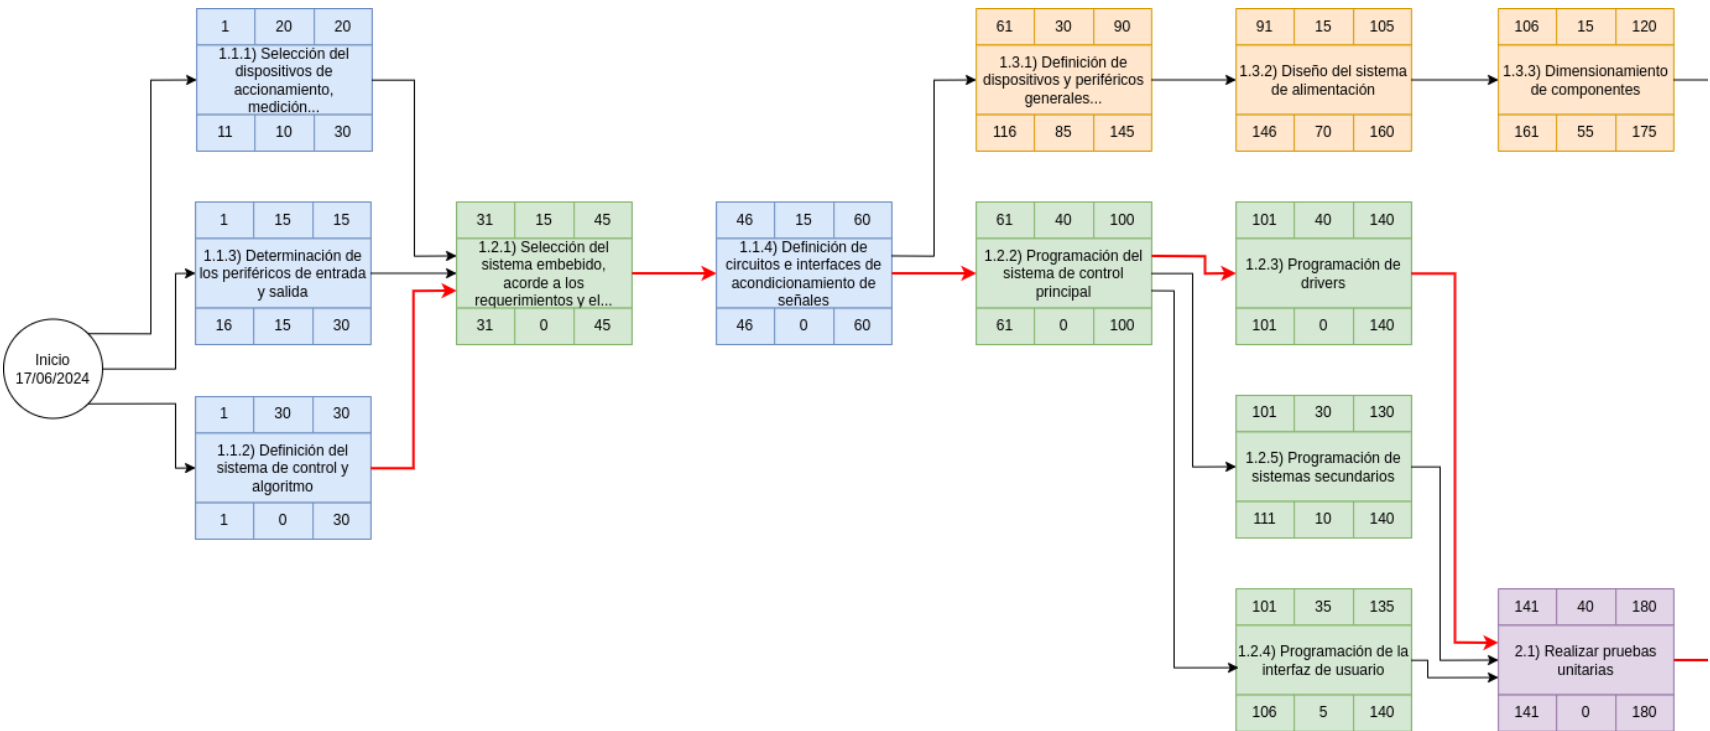 1 20 20
1.1.1) Selección del
dispositivos de
accionamiento,
medición...
11 10 30
61 30 90
1.3.1) Definición de
dispositivos y periféricos
generales...
116 85 145
91 15 105
1.3.2) Diseño del sistema
de alimentación
146 70 160
106 15 120
1.3.3) Dimensionamiento
de componentes
161 55 175
1 15 15
1.1.3) Determinación de
los periféricos de entrada
y salida
16 15 30
31 15 45
1.2.1) Selección del
sistema embebido,
acorde a los
requerimientos y el...
31 0 45
46 15 60
1.1.4) Definición de
circuitos e interfaces de
acondicionamiento de
señales
46 0 60
61 40 100
1.2.2) Programación del
sistema de control
principal
61 0 100
101 40 140
1.2.3) Programación de
drivers
101 0 140
Inicio
17/06/2024
1 30 30
1.1.2) Definición del
sistema de control y
algoritmo
1 0 30
101 30 130
1.2.5) Programación de
sistemas secundarios
111 10 140
101 35 135
1.2.4) Programación de la
interfaz de usuario
106 5 140
141 40 180
2.1) Realizar pruebas
unitarias
141 0 180